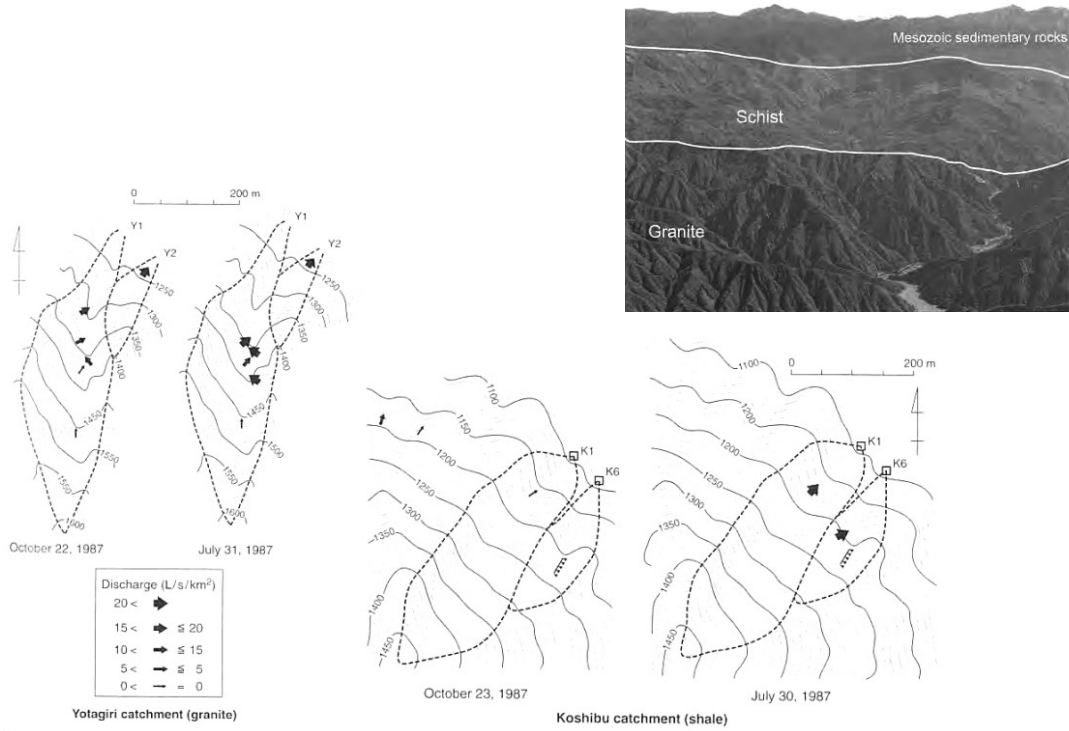 Mesozoic sedimentary rocks
Schist
Granite
0 200 m
Y1
Y2
1250
1300
1350
1400
1450
1500
1550
1550
1600
October 22, 1987
Y1
Y2
1250
1300
1350
1400
1450
1500
1550
1600
July 31, 1987
Discharge (L/s/km²)
20 <
15 < ≦ 20
10 < ≦ 15
5 < ≦ 5
0 < = 0
Yotagiri catchment (granite)
1100
1150
1200
1250
1300
1350
1400
1450
K1
K6
October 23, 1987
0 200 m
1100
1200
1250
1300
1350
1400
1450
K1
K6
July 30, 1987
Koshibu catchment (shale)